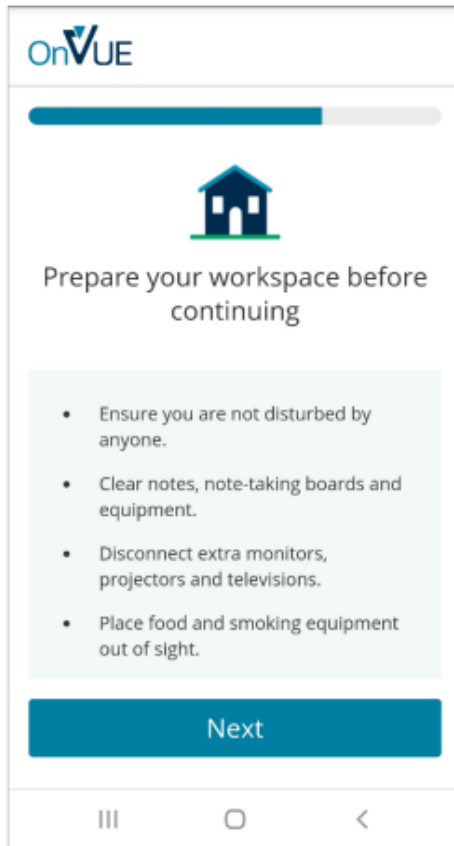 OnVUE
Prepare your workspace before
continuing
• Ensure you are not disturbed by
anyone.
• Clear notes, note-taking boards and
equipment.
• Disconnect extra monitors,
projectors and televisions.
• Place food and smoking equipment
out of sight.
Next